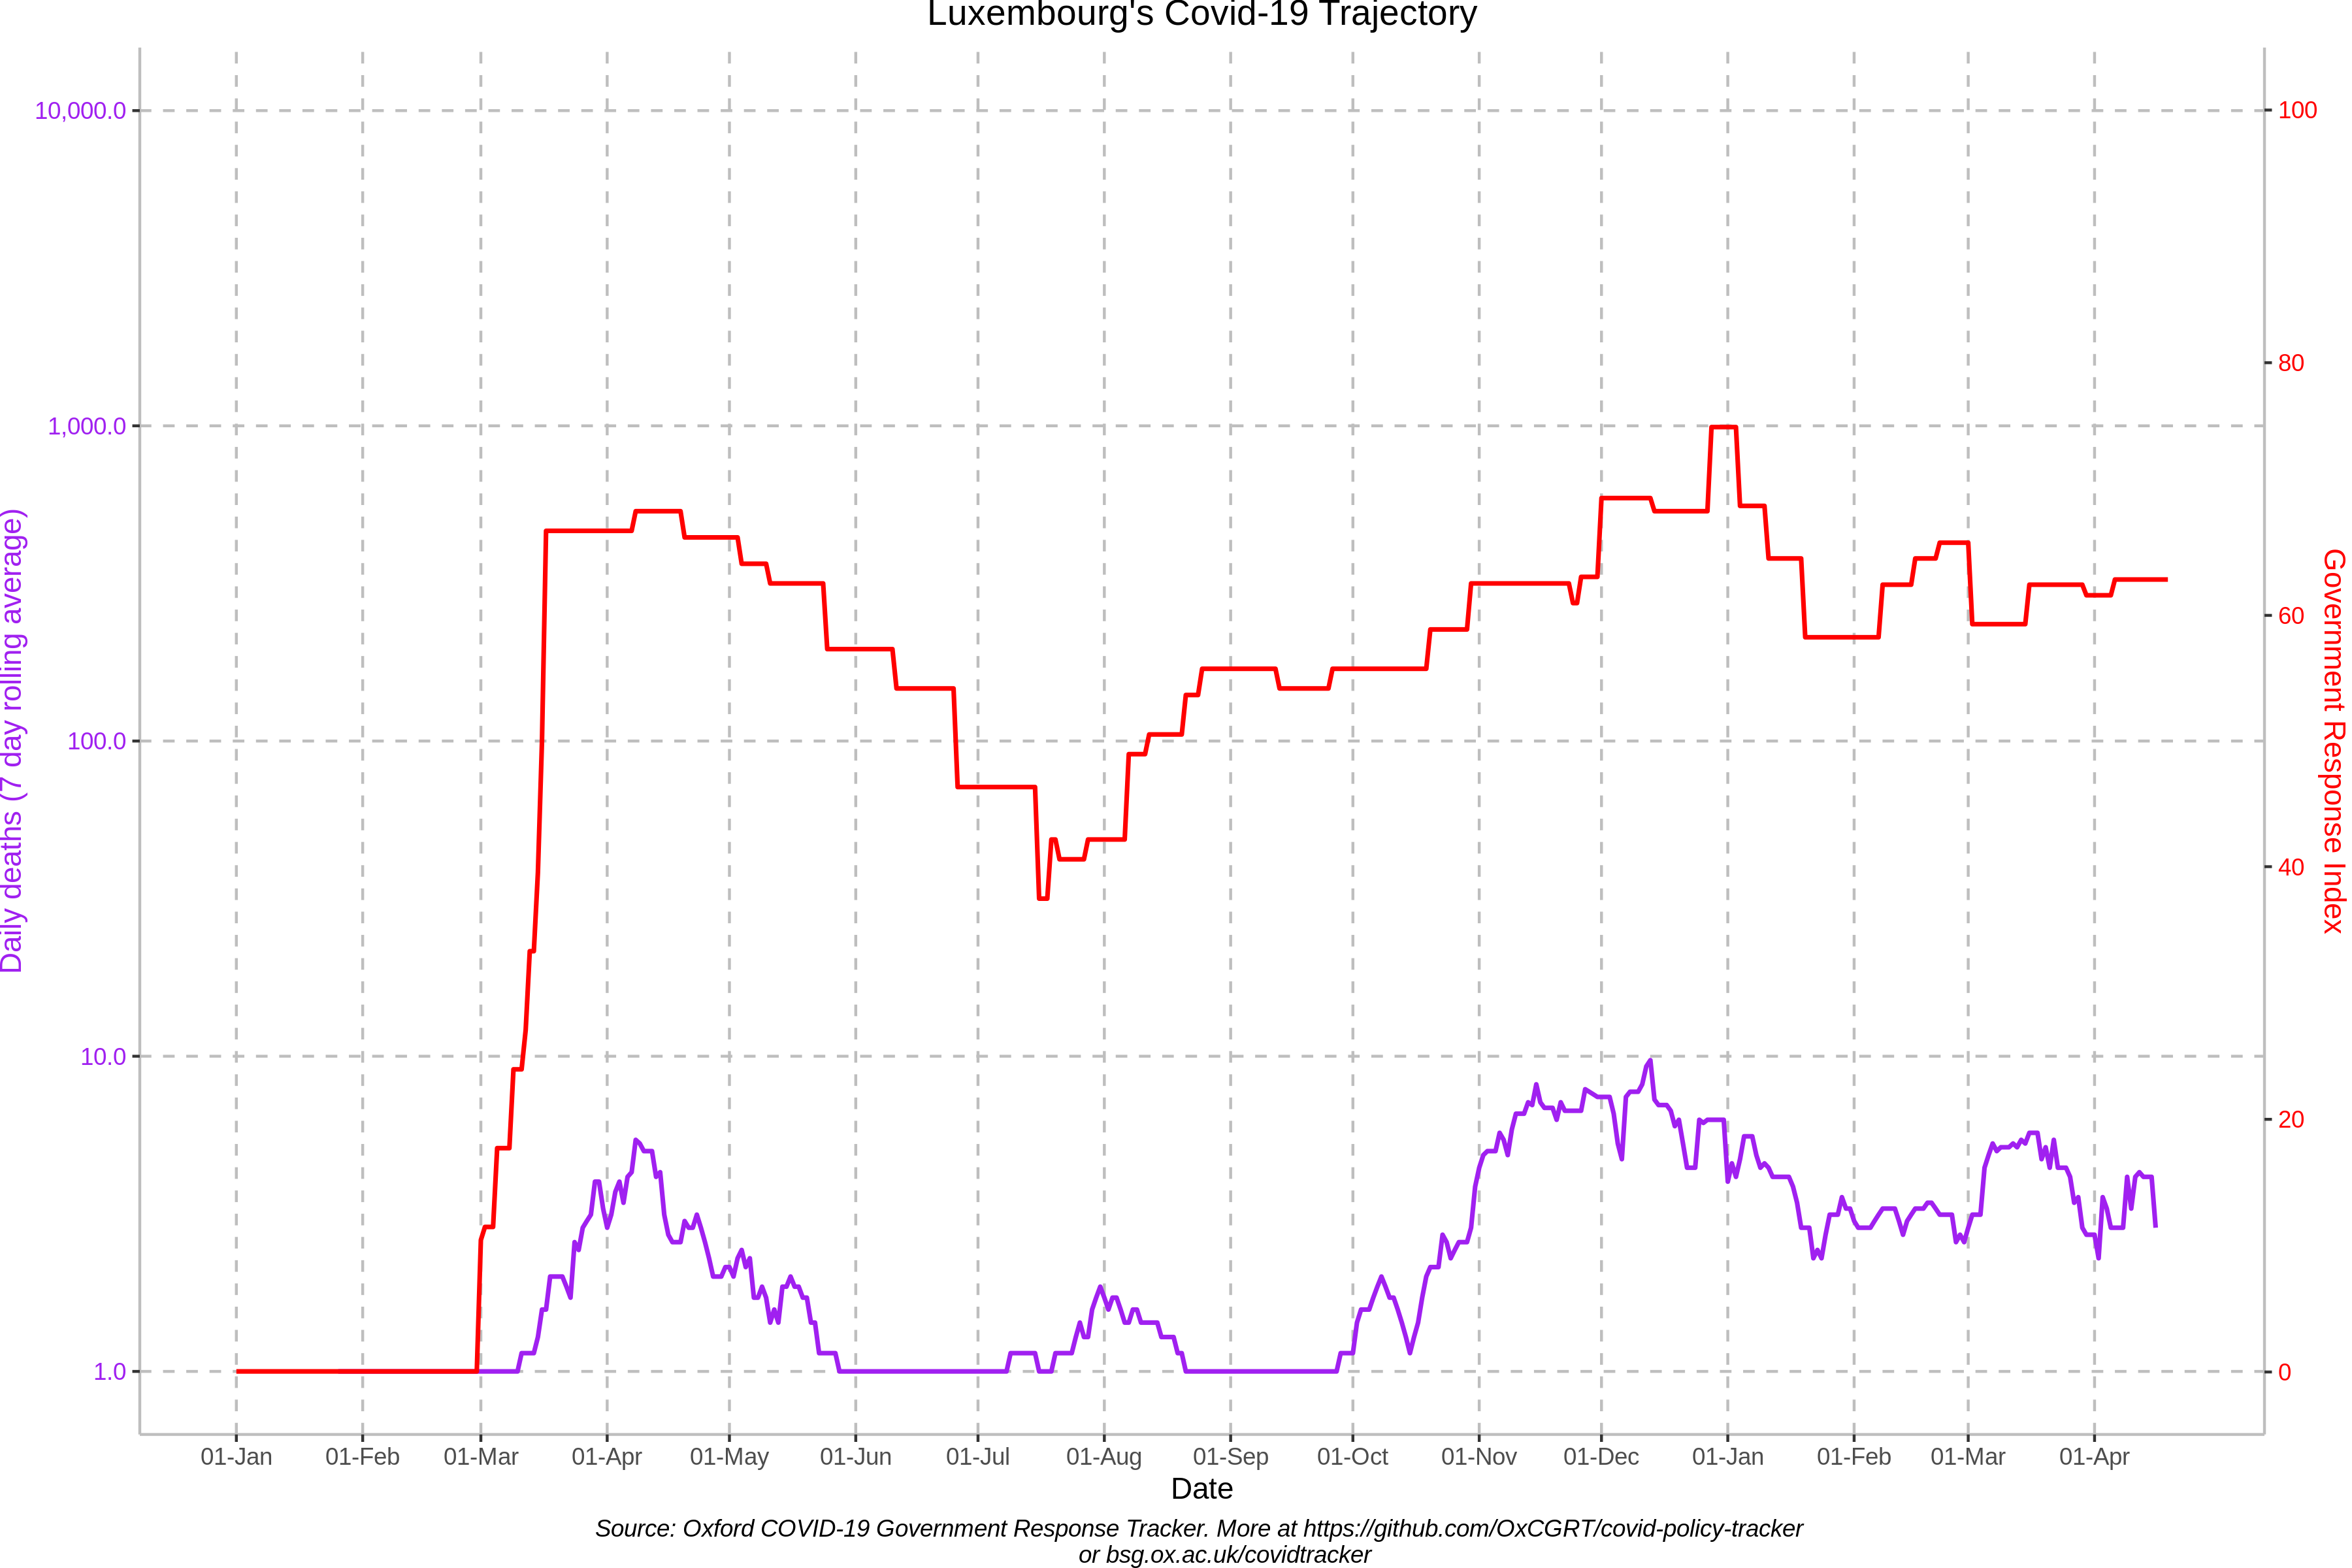 Luxembourg's Covid-19 Trajectory
10,000.0
1,000.0
100.0
10.0
1.0
Daily deaths (7 day rolling average)
100
80
60
40
20
0
Government Response Index
01-Jan 01-Feb 01-Mar 01-Apr 01-May 01-Jun 01-Jul 01-Aug 01-Sep 01-Oct 01-Nov 01-Dec 01-Jan 01-Feb 01-Mar 01-Apr
Date
Source: Oxford COVID-19 Government Response Tracker. More at https://github.com/OxCGRT/covid-policy-tracker
or bsg.ox.ac.uk/covidtracker